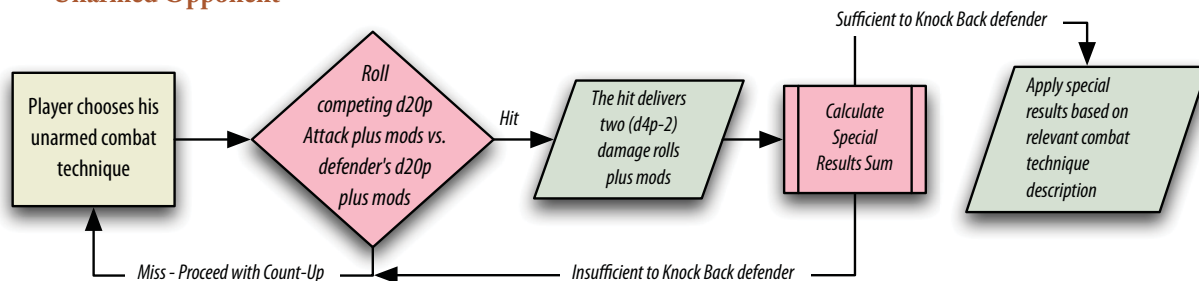 Unarmed Opponent
Sufficient to Knock Back defender
Player chooses his
unarmed combat
technique
Roll
competing d20p
Attack plus mods vs.
defender's d20p
plus mods
Hit
The hit delivers
two (d4p-2)
damage rolls
plus mods
Calculate
Special
Results Sum
Apply special
results based on
relevant combat
technique
description
Miss - Proceed with Count-Up
Insufficient to Knock Back defender